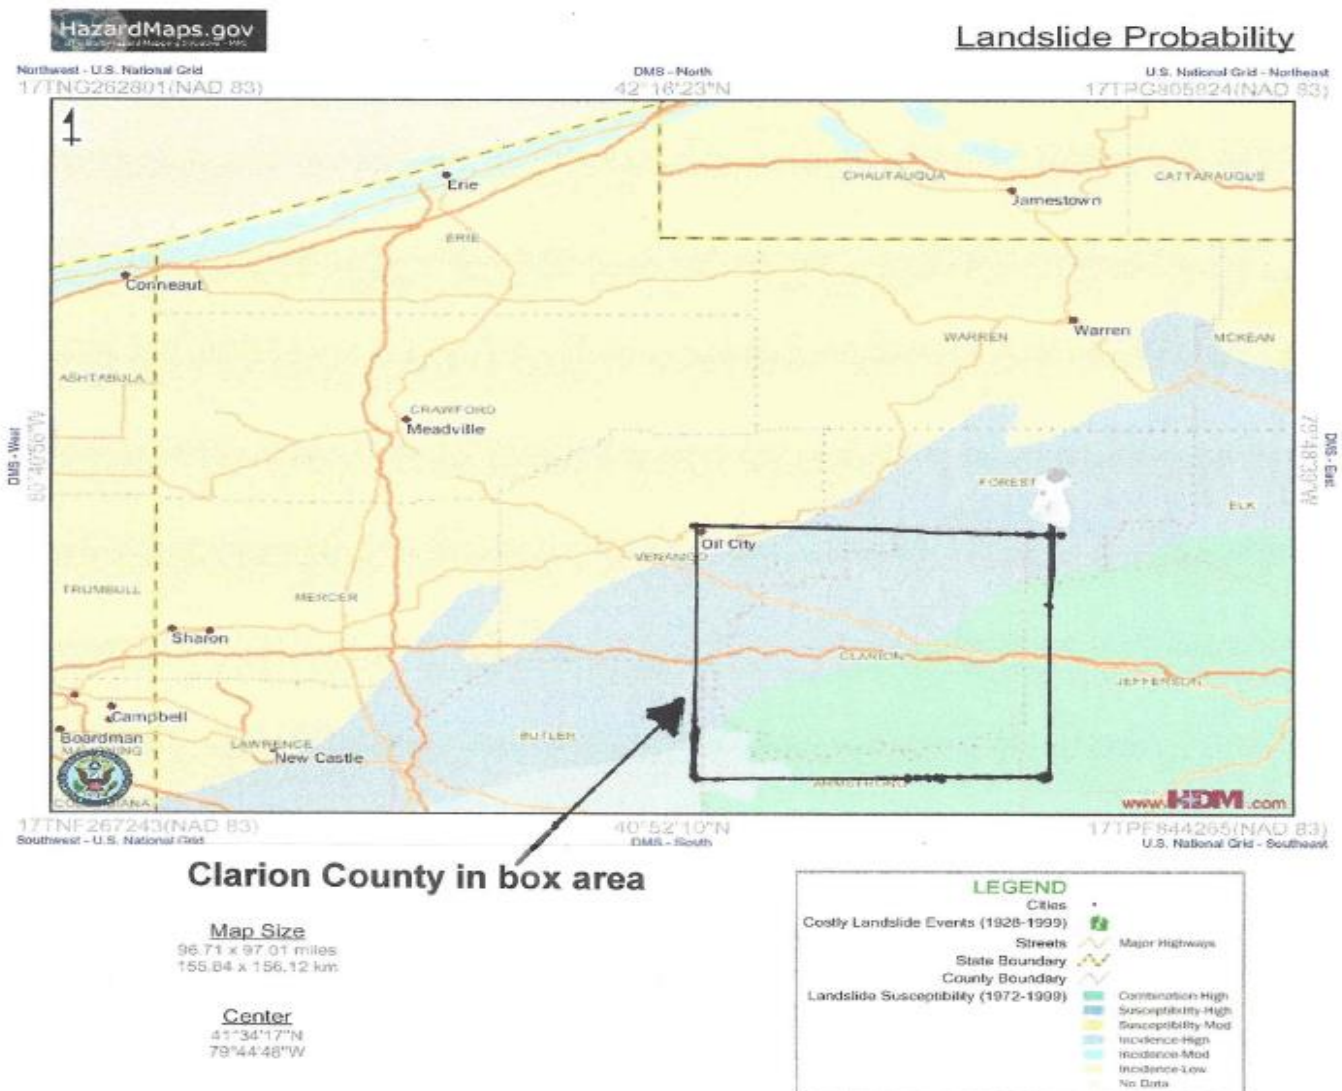 HazardMaps.gov
Landslide Probability
Northwest - U.S. National Grid
17TNG262801(NAD 83)
DMS - North
42°16'23"N
U.S. National Grid - Northeast
17TPG805824(NAD 83)
Erie
ERIE
CHAUTAUQUA
CATTARAUGUS
Jamestown
Conneaut
WARREN
Warren
MCKEAN
ASHTABULA
CRAWFORD
Meadville
DMS - West
DMS - East
FOREST
ELK
Oil City
VENANGO
TRUMBULL
MERCER
Sharon
CLARION
JEFFERSON
Campbell
Boardman
MAHONING
LAWRENCE
New Castle
BUTLER
ARMSTRONG
COLUMBIANA
www.HDM.com
17TNF267243(NAD 83)
Southwest - U.S. National Grid
40°52'10"N
DMS - South
17TPF844265(NAD 83)
U.S. National Grid - Southeast
Clarion County in box area
Map Size
96.71 x 97.01 miles
155.84 x 156.12 km
Center
41°34'17"N
79°44'48"W
LEGEND
Cities
Costly Landslide Events (1928-1999)
Streets
Major Highways
State Boundary
County Boundary
Landslide Susceptibility (1972-1999)
Combination-High
Susceptibility-High
Susceptibility-Mod
Incidence-High
Incidence-Mod
Incidence-Low
No Data